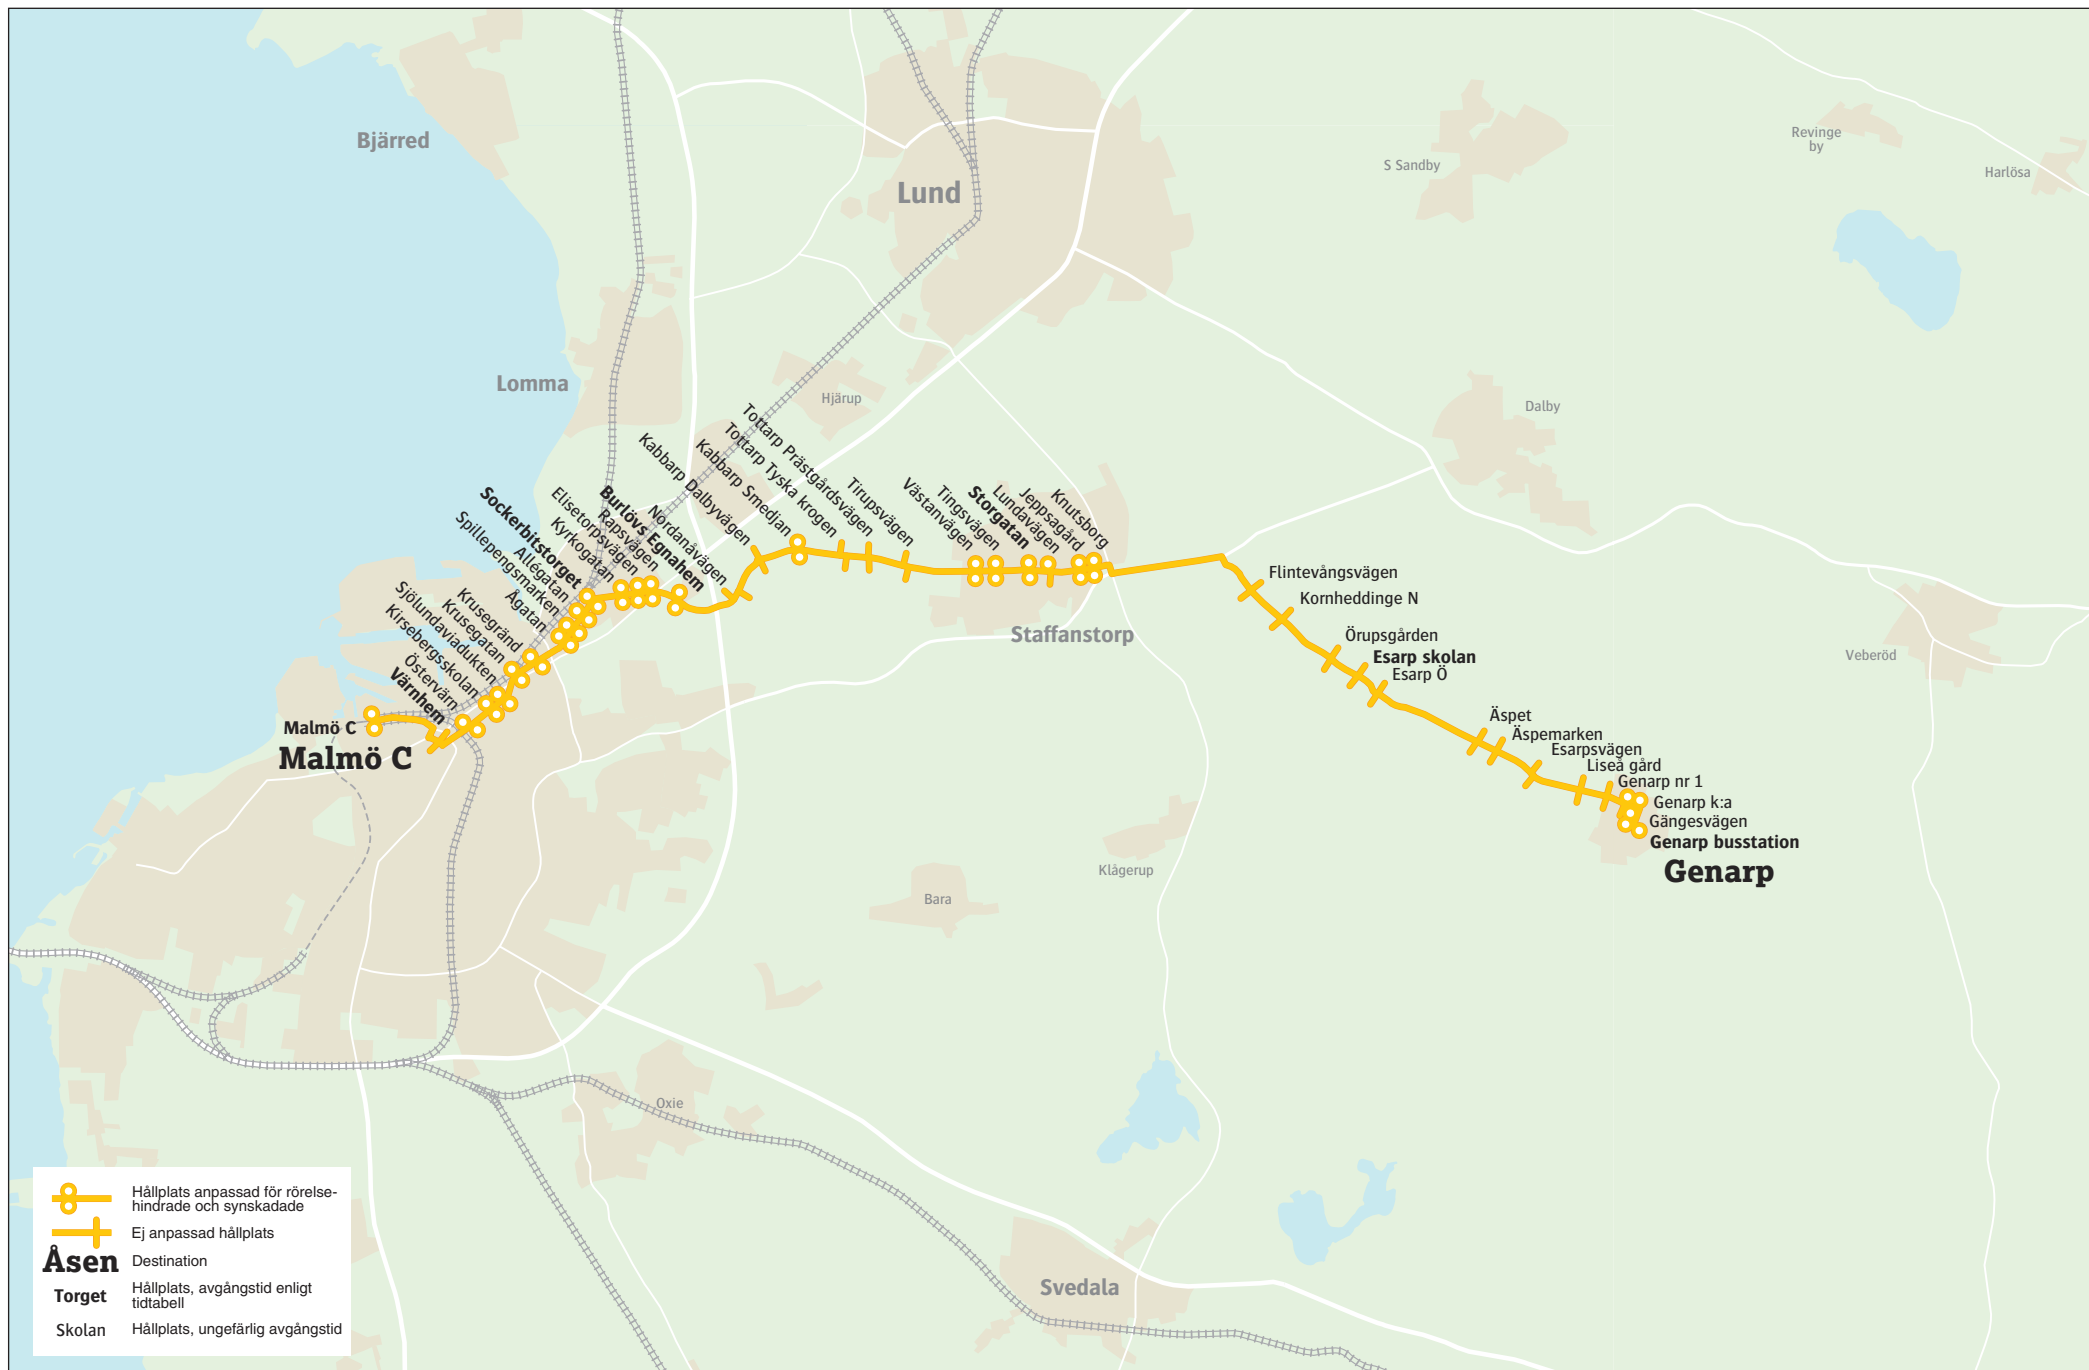 Bjärred
Lund
S Sandby
Revinge
by
Harlösa
Lomma
Hjärup
Dalby
Staffanstorp
Veberöd
Klågerup
Bara
Oxie
Svedala
Malmö C
Malmö C
Värnhem
Östervärn
Kirsebergsskolan
Sjölundaviadukten
Krusegatan
Krusegränd
Ågatan
Spillepengsmarken
Allégatan
Sockerbitstorget
Kyrkogatan
Elisetorpsvägen
Rapsvägen
Burlövs Egnahem
Nordanåvägen
Kabbarp Dalbyvägen
Kabbarp Smedjan
Tottarp Tyska krogen
Tottarp Prästgårdsvägen
Tirupsvägen
Västanvägen
Tingsvägen
Storgatan
Lundavägen
Jeppsagård
Knutsborg
Flintevångsvägen
Kornheddinge N
Örupsgården
Esarp skolan
Esarp Ö
Äspet
Äspemarken
Esarpsvägen
Liseå gård
Genarp nr 1
Genarp k:a
Gängesvägen
Genarp busstation
Genarp
Hållplats anpassad för rörelse-
hindrade och synskadade
Ej anpassad hållplats
Åsen Destination
Torget Hållplats, avgångstid enligt
tidtabell
Skolan Hållplats, ungefärlig avgångstid